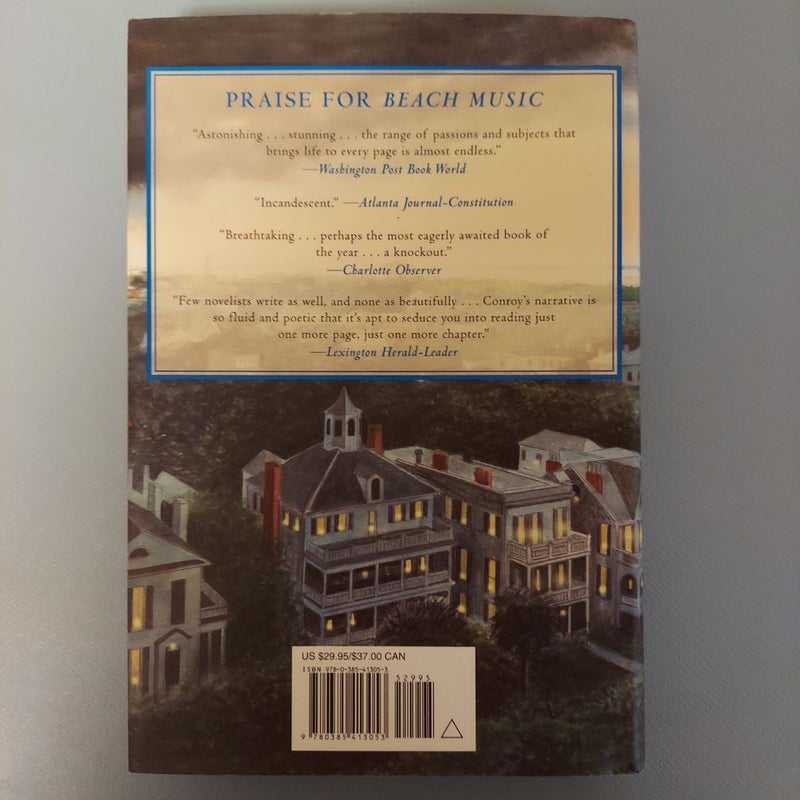 PRAISE FOR BEACH MUSIC
“Astonishing . . . stunning . . . the range of passions and subjects that
brings life to every page is almost endless.”
—Washington Post Book World
“Incandescent.” —Atlanta Journal-Constitution
“Breathtaking . . . perhaps the most eagerly awaited book of
the year . . . a knockout.”
—Charlotte Observer
“Few novelists write as well, and none as beautifully . . . Conroy’s narrative is
so fluid and poetic that it’s apt to seduce you into reading just
one more page, just one more chapter.”
—Lexington Herald-Leader
US $29.95/$37.00 CAN
ISBN 978-0-385-41305-3
52995
9 780385 413053